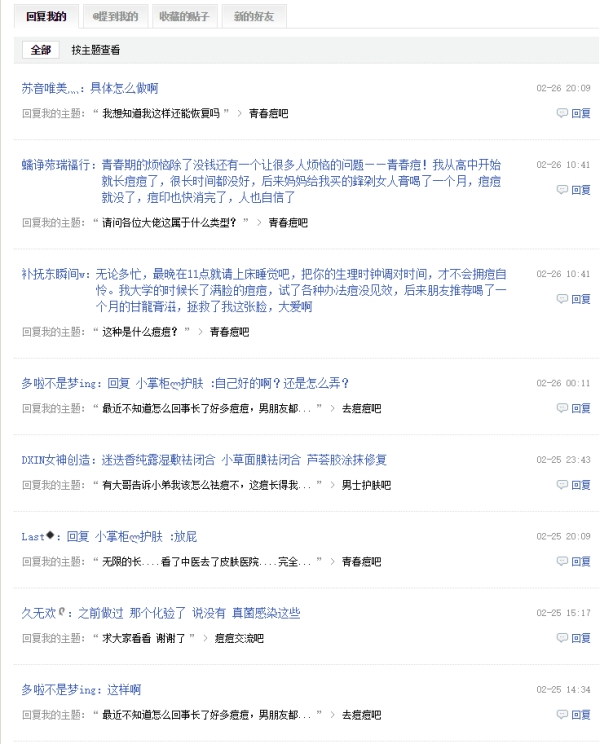 回复我的 @提到我的 收藏的贴子 新的好友
全部 按主题查看
苏音唯美灬: 具体怎么做啊 02-26 20:09
回复我的主题: “ 我想知道我这样还能恢复吗 ” > 青春痘吧 回复
蟠诤菀瑞福行: 青春期的烦恼除了没钱还有一个让很多人烦恼的问题——青春痘! 我从高中开始 02-26 10:41
就长痘痘了, 很长时间都没好, 后来妈妈给我买的鋒剁女人膏喝了一个月, 痘痘
就没了, 痘印也快消完了, 人也自信了 回复
回复我的主题: “ 请问各位大佬这属于什么类型? ” > 青春痘吧
补抚东瞬间w: 无论多忙, 最晚在11点就请上床睡觉吧, 把你的生理时钟调对时间, 才不会拥痘自 02-26 10:41
怜。我大学的时候长了满脸的痘痘, 试了各种办法痘没见效, 后来朋友推荐喝了一
个月的甘龍膏滋, 拯救了我这张脸, 大爱啊 回复
回复我的主题: “ 这种是什么痘痘? ” > 青春痘吧
多啦不是梦ing: 回复 小掌柜ლ护肤 :自己好的啊? 还是怎么弄? 02-26 00:11
回复我的主题: “ 最近不知道怎么回事长了好多痘痘, 男朋友都... ” > 去痘痘吧 回复
DXIN女神创造: 迷迭香纯露湿敷祛闭合 小草面膜祛闭合 芦荟胶涂抹修复 02-25 23:43
回复我的主题: “ 有大哥告诉小弟我该怎么祛痘不, 这痘长得我... ” > 男士护肤吧 回复
Last◆: 回复 小掌柜ლ护肤 :放屁 02-25 20:09
回复我的主题: “ 无限的长....看了中医去了皮肤医院....完全... ” > 青春痘吧 回复
久无欢: 之前做过 那个化验了 说没有 真菌感染这些 02-25 15:17
回复我的主题: “ 求大家看看 谢谢了 ” > 痘痘交流吧 回复
多啦不是梦ing: 这样啊 02-25 14:34
回复我的主题: “ 最近不知道怎么回事长了好多痘痘, 男朋友都... ” > 去痘痘吧 回复